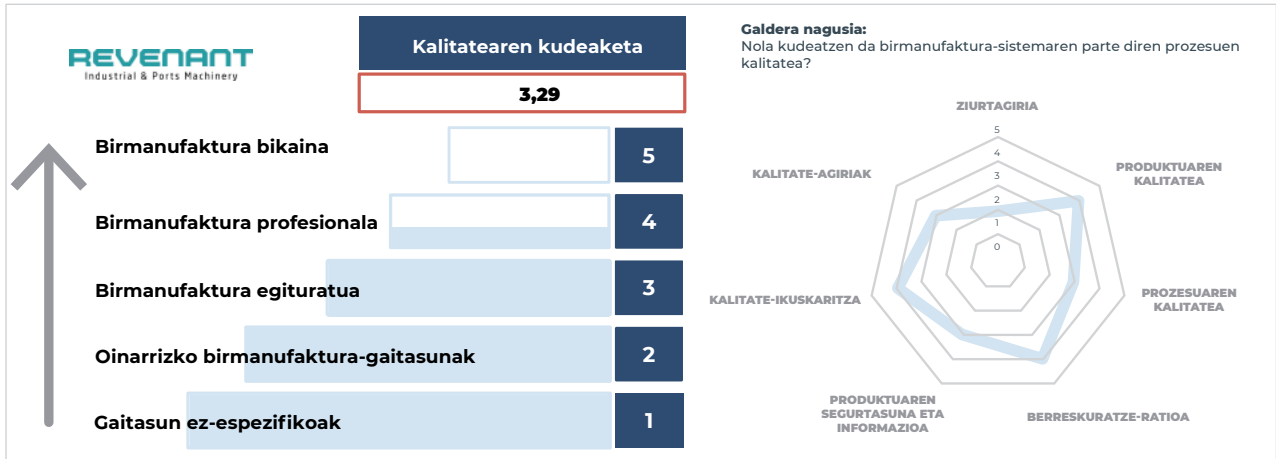 REVENANT
Industrial & Ports Machinery
Kalitatearen kudeaketa
3,29
Birmanufaktura bikaina
5
Birmanufaktura profesionala
4
Birmanufaktura egituratua
3
Oinarrizko birmanufaktura-gaitasunak
2
Gaitasun ez-espezifikoak
1
Galdera nagusia:
Nola kudeatzen da birmanufaktura-sistemaren parte diren prozesuen
kalitatea?
ZIURTAGIRIA
5
4
3
2
1
0
PRODUKTUAREN
KALITATEA
PROZESUAREN
KALITATEA
BERRESKURATZE-RATIOA
PRODUKTUAREN
SEGURTASUNA ETA
INFORMAZIOA
KALITATE-IKUSKARITZA
KALITATE-AGIRIAK